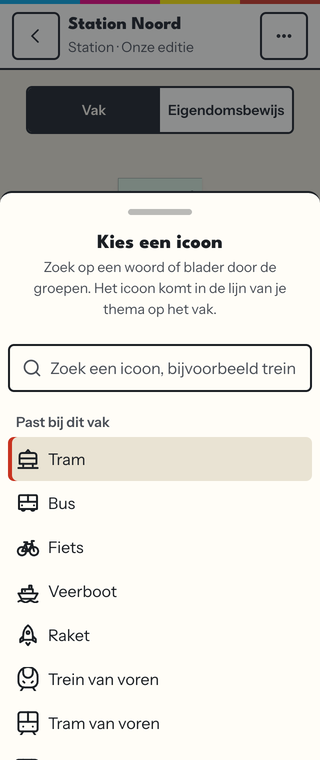 Station Noord
Station · Onze editie
Vak
Eigendomsbewijs
Kies een icoon
Zoek op een woord of blader door de
groepen. Het icoon komt in de lijn van je
thema op het vak.
Zoek een icoon, bijvoorbeeld trein
Past bij dit vak
Tram
Bus
Fiets
Veerboot
Raket
Trein van voren
Tram van voren